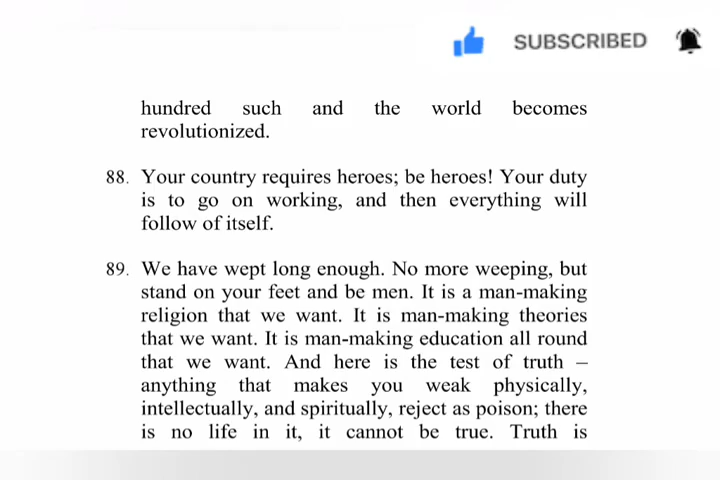 SUBSCRIBED
hundred such and the world becomes
revolutionized.
88. Your country requires heroes; be heroes! Your duty
is to go on working, and then everything will
follow of itself.
89. We have wept long enough. No more weeping, but
stand on your feet and be men. It is a man-making
religion that we want. It is man-making theories
that we want. It is man-making education all round
that we want. And here is the test of truth –
anything that makes you weak physically,
intellectually, and spiritually, reject as poison; there
is no life in it, it cannot be true. Truth is